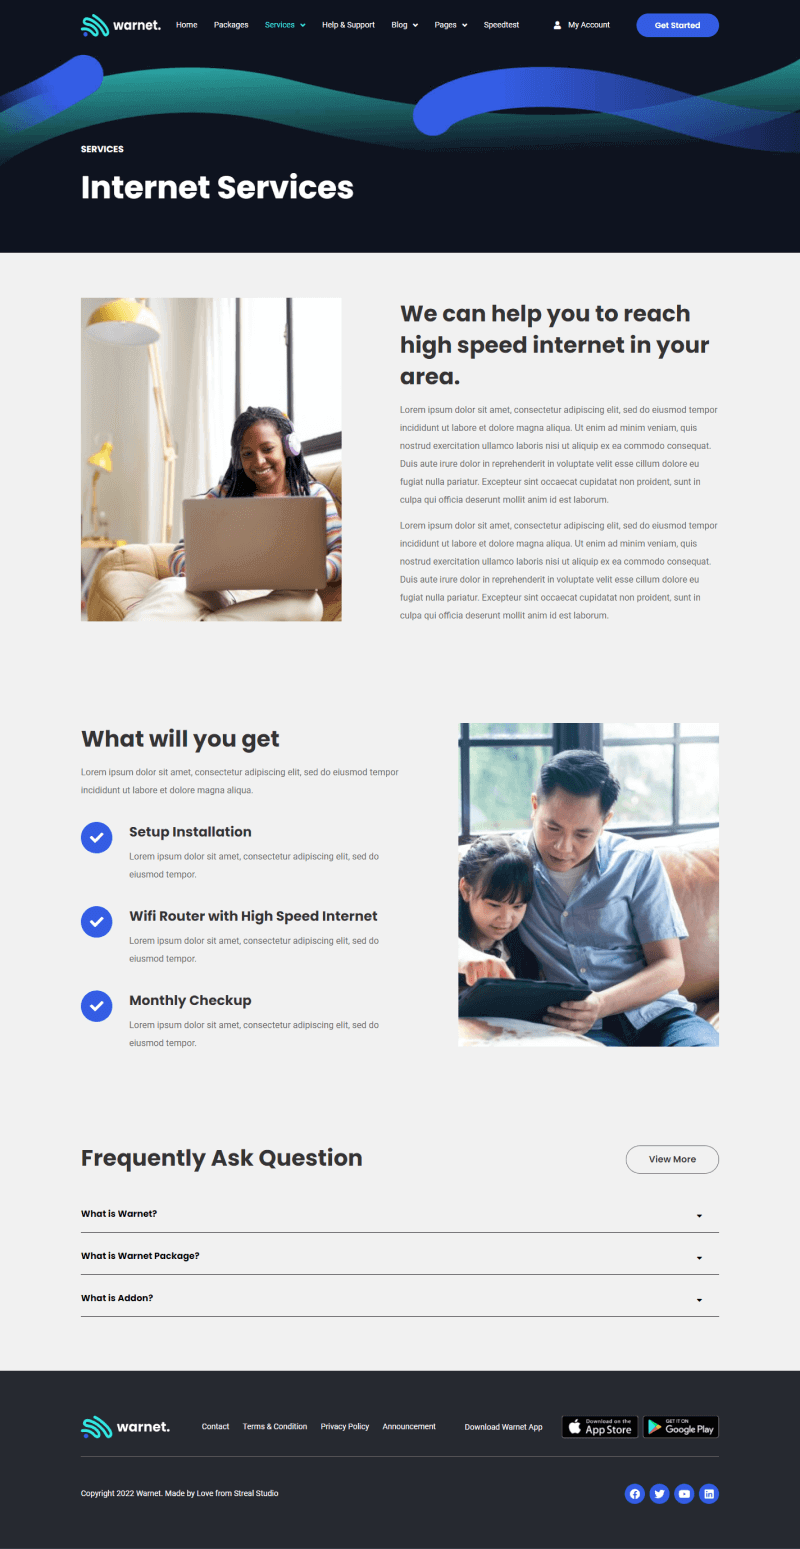 warnet.
Home Packages Services Help & Support Blog Pages Speedtest My Account Get Started
SERVICES
Internet Services
We can help you to reach
high speed internet in your
area.
Lorem ipsum dolor sit amet, consectetur adipiscing elit, sed do eiusmod tempor
incididunt ut labore et dolore magna aliqua. Ut enim ad minim veniam, quis
nostrud exercitation ullamco laboris nisi ut aliquip ex ea commodo consequat.
Duis aute irure dolor in reprehenderit in voluptate velit esse cillum dolore eu
fugiat nulla pariatur. Excepteur sint occaecat cupidatat non proident, sunt in
culpa qui officia deserunt mollit anim id est laborum.
Lorem ipsum dolor sit amet, consectetur adipiscing elit, sed do eiusmod tempor
incididunt ut labore et dolore magna aliqua. Ut enim ad minim veniam, quis
nostrud exercitation ullamco laboris nisi ut aliquip ex ea commodo consequat.
Duis aute irure dolor in reprehenderit in voluptate velit esse cillum dolore eu
fugiat nulla pariatur. Excepteur sint occaecat cupidatat non proident, sunt in
culpa qui officia deserunt mollit anim id est laborum.
What will you get
Lorem ipsum dolor sit amet, consectetur adipiscing elit, sed do eiusmod tempor
incididunt ut labore et dolore magna aliqua.
Setup Installation
Lorem ipsum dolor sit amet, consectetur adipiscing elit, sed do
eiusmod tempor.
Wifi Router with High Speed Internet
Lorem ipsum dolor sit amet, consectetur adipiscing elit, sed do
eiusmod tempor.
Monthly Checkup
Lorem ipsum dolor sit amet, consectetur adipiscing elit, sed do
eiusmod tempor.
Frequently Ask Question
View More
What is Warnet?
What is Warnet Package?
What is Addon?
warnet.
Contact Terms & Condition Privacy Policy Announcement Download Warnet App
Download on the
App Store
GET IT ON
Google Play
Copyright 2022 Warnet. Made by Love from Streal Studio